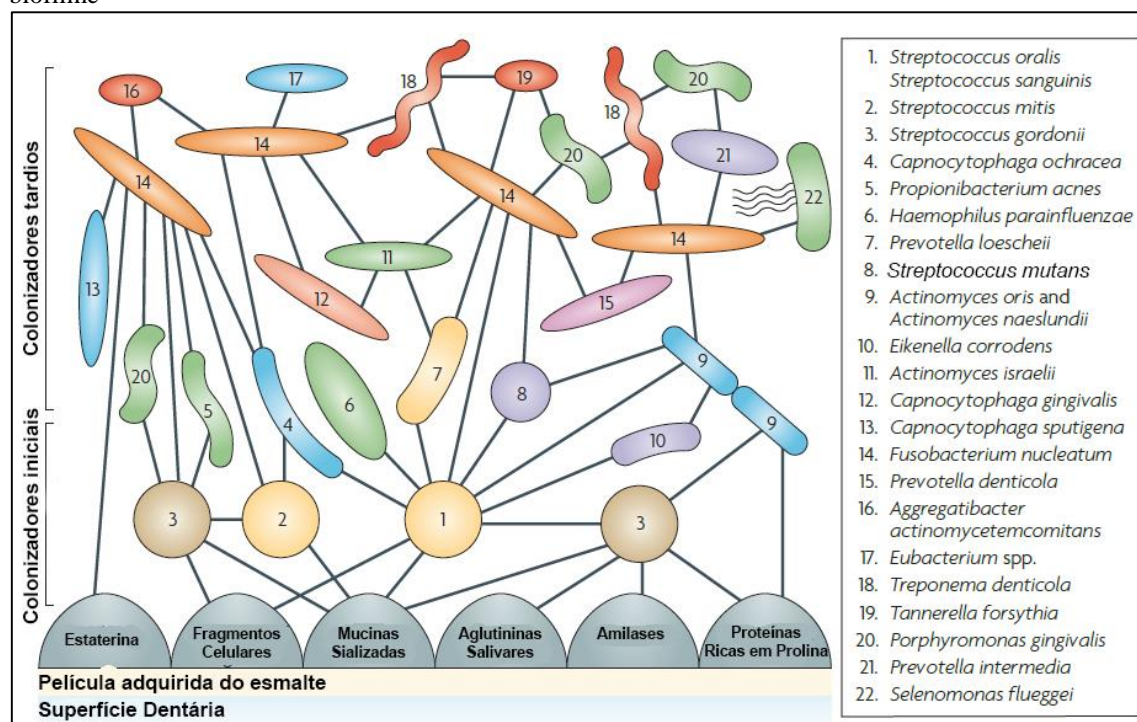 biofilme
Colonizadores tardios
Colonizadores iniciais
16
17
18
19
18
20
14
14
20
21
14
22
14
13
11
12
15
20
5
4
6
7
8
9
9
10
3
2
1
3
Estaterina
Fragmentos
Celulares
Mucinas
Sializadas
Aglutininas
Salivares
Amilases
Proteínas
Ricas em Prolina
Película adquirida do esmalte
Superfície Dentária
1. Streptococcus oralis
Streptococcus sanguinis
2. Streptococcus mitis
3. Streptococcus gordonii
4. Capnocytophaga ochracea
5. Propionibacterium acnes
6. Haemophilus parainfluenzae
7. Prevotella loescheii
8. Streptococcus mutans
9. Actinomyces oris and
Actinomyces naeslundii
10. Eikenella corrodens
11. Actinomyces israelii
12. Capnocytophaga gingivalis
13. Capnocytophaga sputigena
14. Fusobacterium nucleatum
15. Prevotella denticola
16. Aggregatibacter
actinomycetemcomitans
17. Eubacterium spp.
18. Treponema denticola
19. Tannerella forsythia
20. Porphyromonas gingivalis
21. Prevotella intermedia
22. Selenomonas flueggei